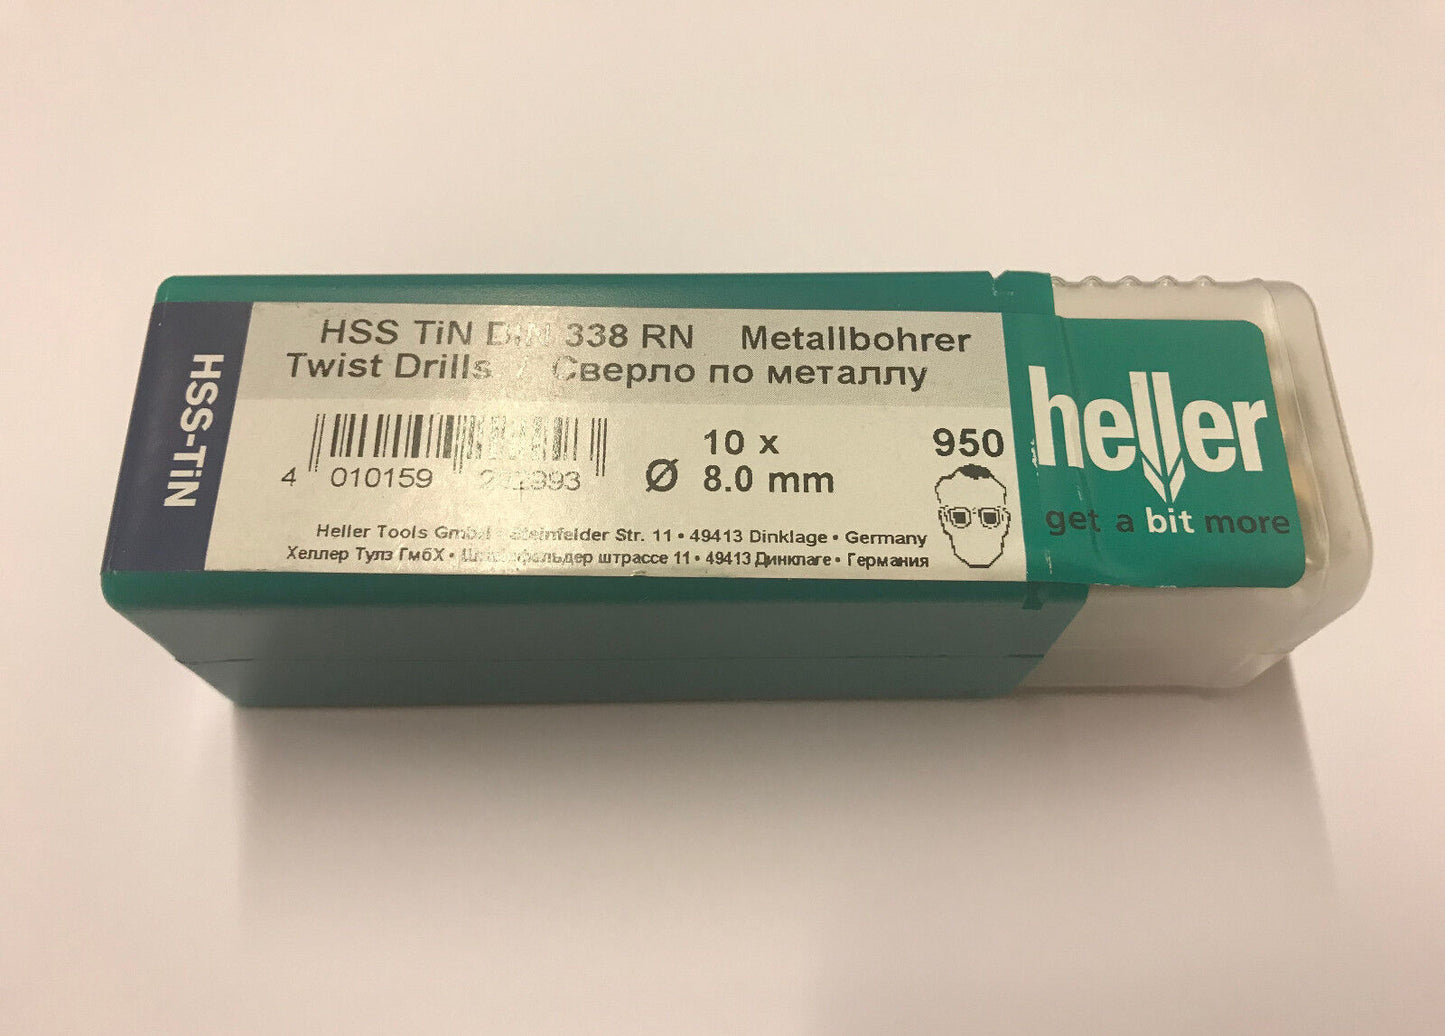 HSS-TiN
HSS TiN DIN 338 RN Metallbohrer
Twist Drills / Сверло по металлу
4 010159
10 x
Ø 8.0 mm
950
Heller Tools GmbH • Steinfelder Str. 11 • 49413 Dinklage • Germany
Хеллер Тулз ГмбХ • штрассе 11 • 49413 Динклаге • Германия
heller
get a bit more